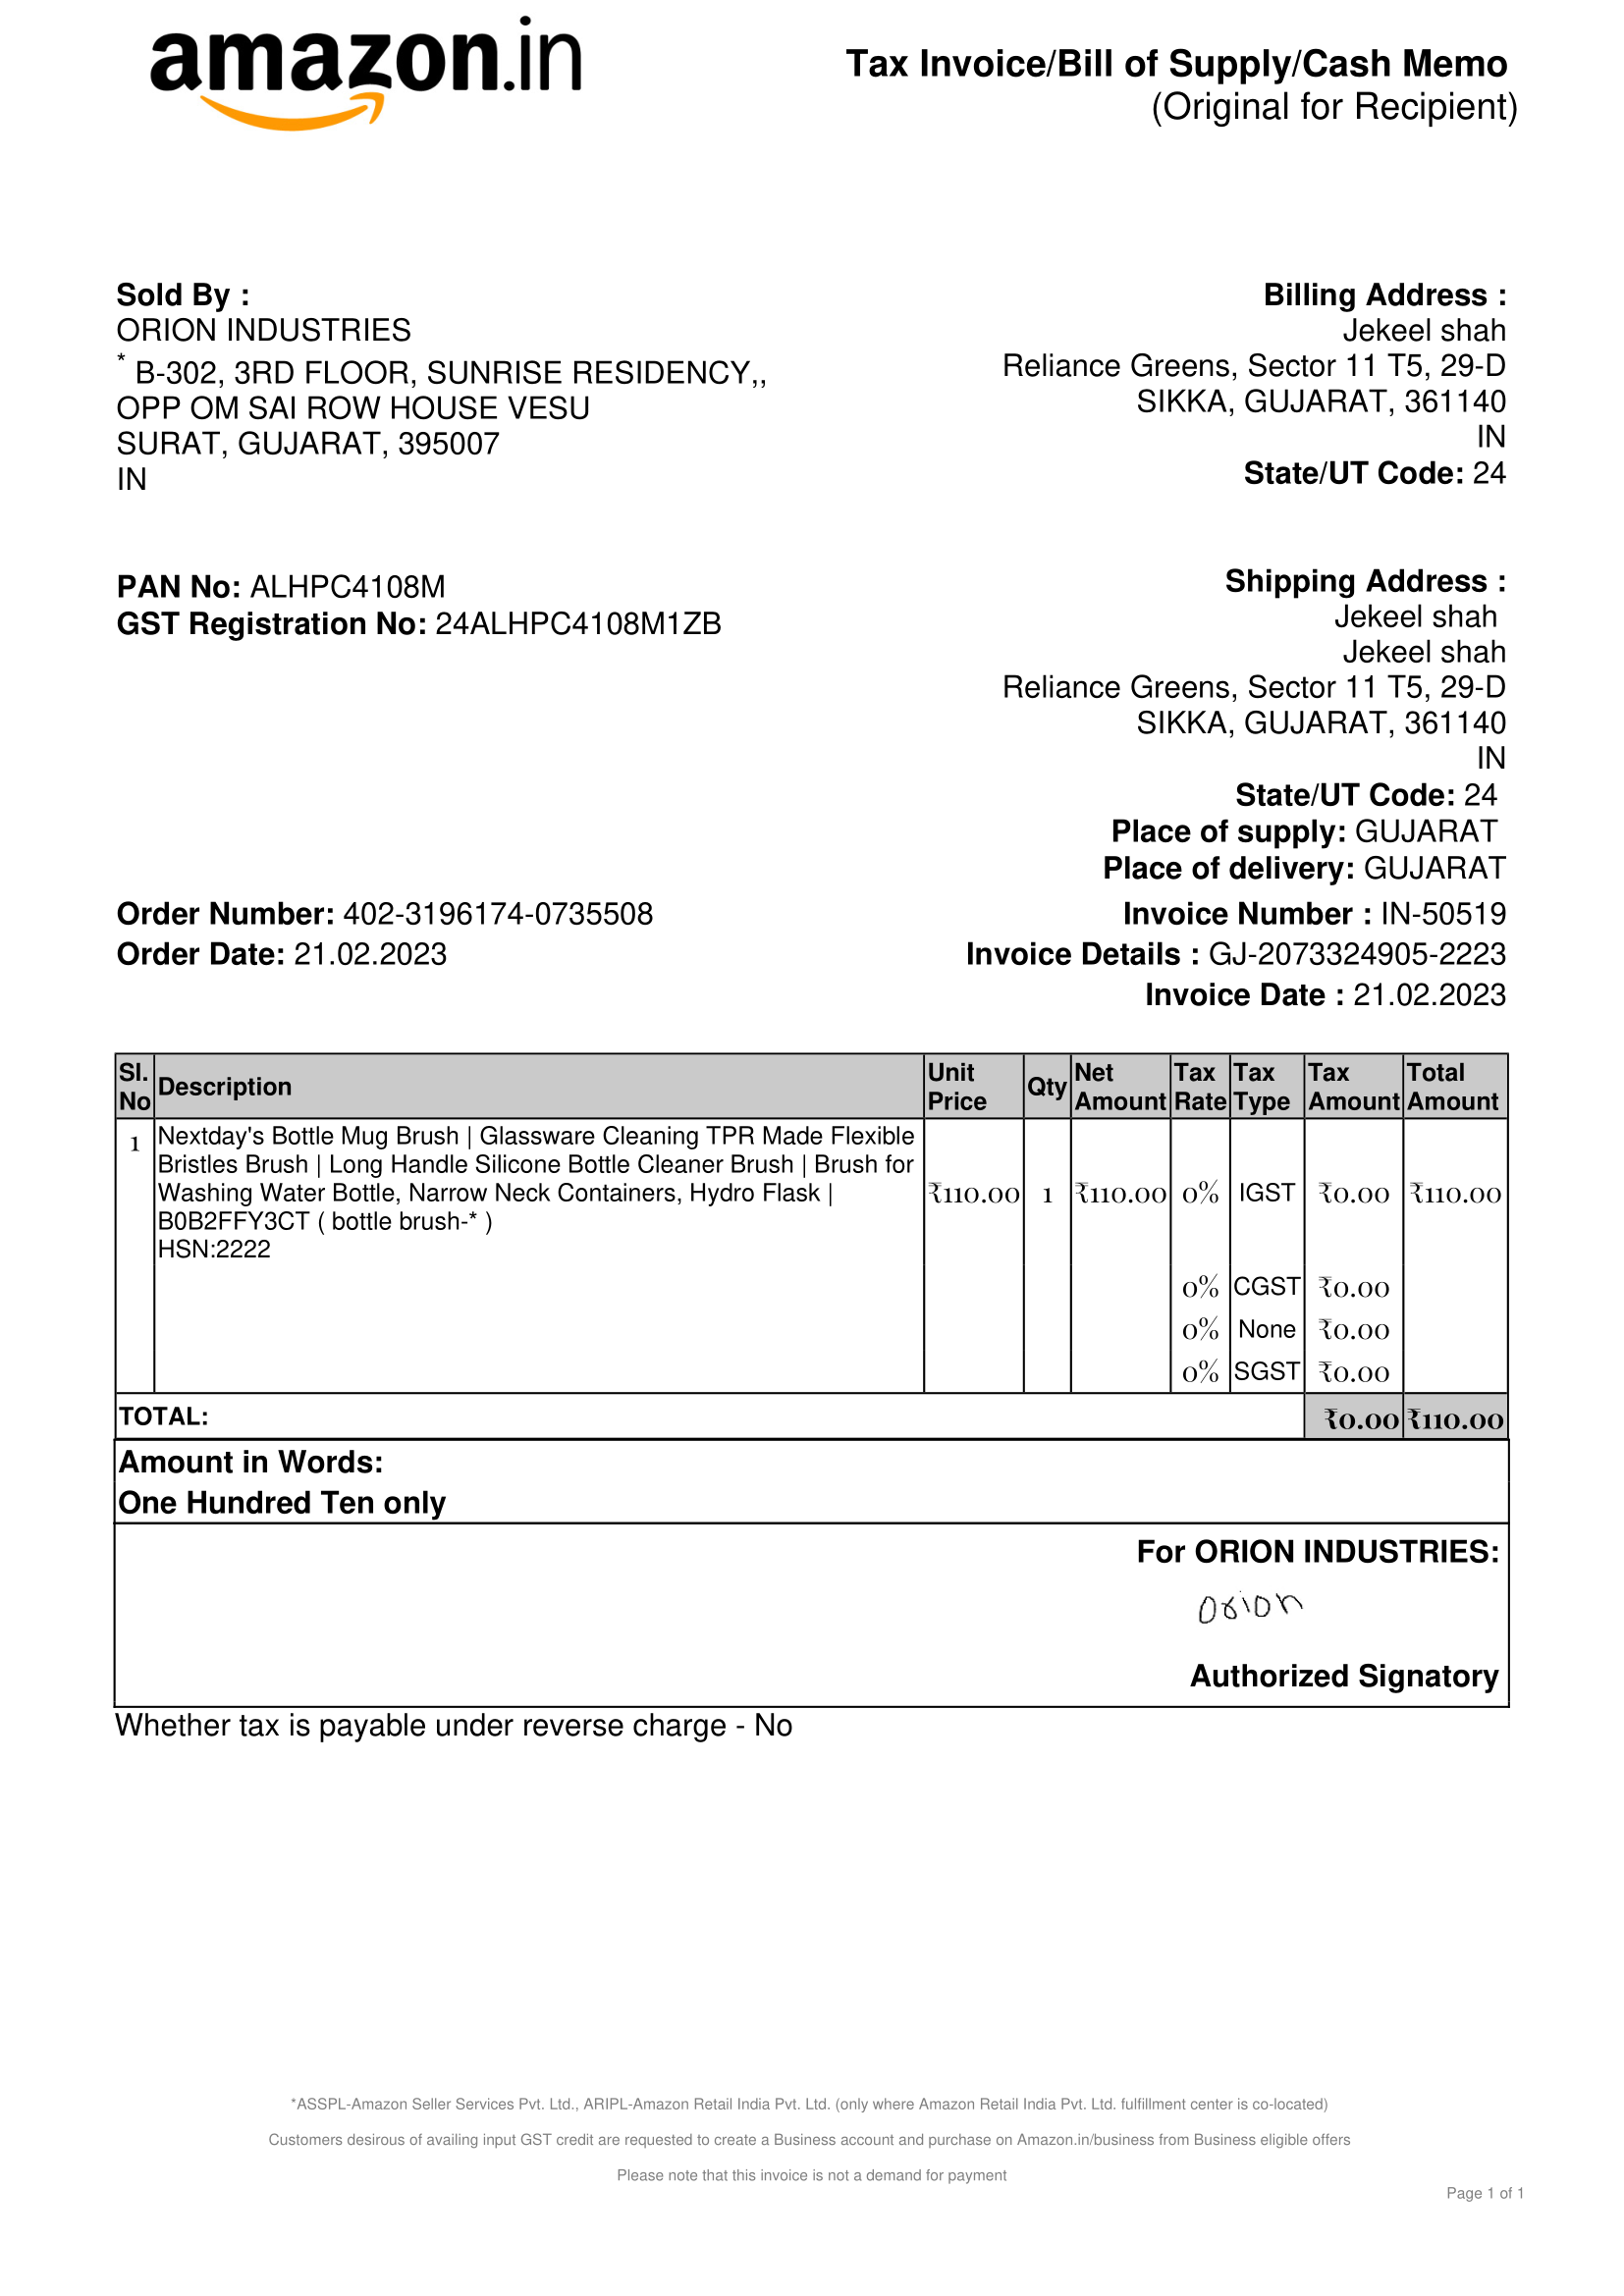 amazon.in
Tax Invoice/Bill of Supply/Cash Memo
(Original for Recipient)
Sold By :
ORION INDUSTRIES
* B-302, 3RD FLOOR, SUNRISE RESIDENCY,,
OPP OM SAI ROW HOUSE VESU
SURAT, GUJARAT, 395007
IN
Billing Address :
Jekeel shah
Reliance Greens, Sector 11 T5, 29-D
SIKKA, GUJARAT, 361140
IN
State/UT Code: 24
PAN No: ALHPC4108M
GST Registration No: 24ALHPC4108M1ZB
Shipping Address :
Jekeel shah
Jekeel shah
Reliance Greens, Sector 11 T5, 29-D
SIKKA, GUJARAT, 361140
IN
State/UT Code: 24
Place of supply: GUJARAT
Place of delivery: GUJARAT
Order Number: 402-3196174-0735508
Order Date: 21.02.2023
Invoice Number : IN-50519
Invoice Details : GJ-2073324905-2223
Invoice Date : 21.02.2023
Sl. No Description Unit Price Qty Net Amount Tax Rate Tax Type Tax Amount Total Amount
1 Nextday's Bottle Mug Brush | Glassware Cleaning TPR Made Flexible
Bristles Brush | Long Handle Silicone Bottle Cleaner Brush | Brush for
Washing Water Bottle, Narrow Neck Containers, Hydro Flask | ₹110.00 1 ₹110.00 0% IGST ₹0.00 ₹110.00
B0B2FFY3CT ( bottle brush-* )
HSN:2222
0% CGST ₹0.00
0% None ₹0.00
0% SGST ₹0.00
TOTAL: ₹0.00 ₹110.00
Amount in Words:
One Hundred Ten only
For ORION INDUSTRIES:
Orion
Authorized Signatory
Whether tax is payable under reverse charge - No
*ASSPL-Amazon Seller Services Pvt. Ltd., ARIPL-Amazon Retail India Pvt. Ltd. (only where Amazon Retail India Pvt. Ltd. fulfillment center is co-located)
Customers desirous of availing input GST credit are requested to create a Business account and purchase on Amazon.in/business from Business eligible offers
Please note that this invoice is not a demand for payment
Page 1 of 1